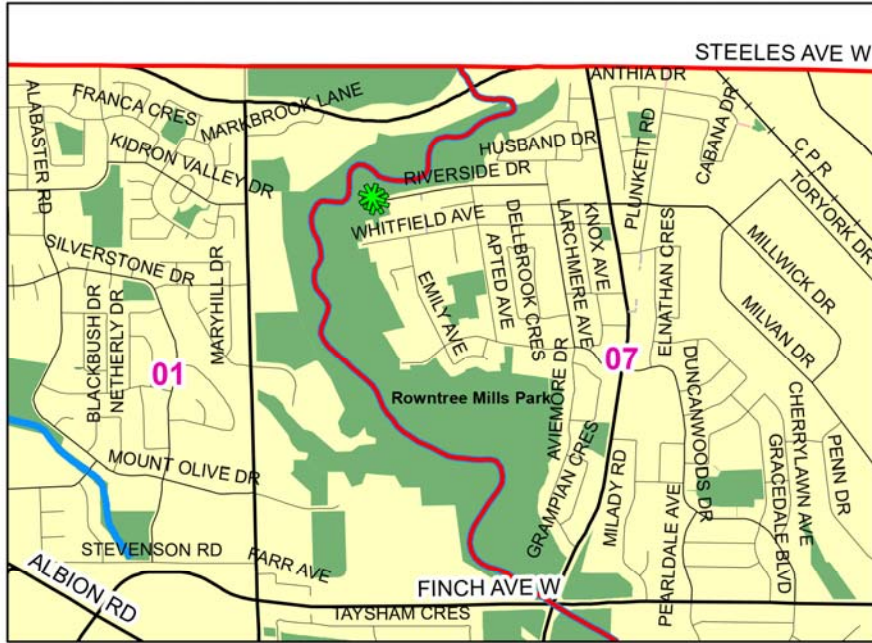 STEELES AVE W
ANTHIA DR
FRANCA CRES
MARKBROOK LANE
ALABASTER RD
KIDRON VALLEY DR
HUSBAND DR
RIVERSIDE DR
PLUNKETT RD
CABANA DR
C P R
TORYORK DR
WHITFIELD AVE
DELLBROOK CRES
APTED AVE
LARCHMERE AVE
KNOX AVE
MILLWICK DR
SILVERSTONE DR
MARYHILL DR
EMILY AVE
ELNATHAN CRES
MILVAN DR
BLACKBUSH DR
NETHERLY DR
01
07
Rowntree Mills Park
AVIEMORE DR
DUNCANWOODS DR
CHERRYLAWN AVE
GRACEDALE BLVD
PENN DR
MOUNT OLIVE DR
GRAMPIAN CRES
MILADY RD
PEARLDALE AVE
STEVENSON RD
FARR AVE
ALBION RD
FINCH AVE W
TAYSHAM CRES